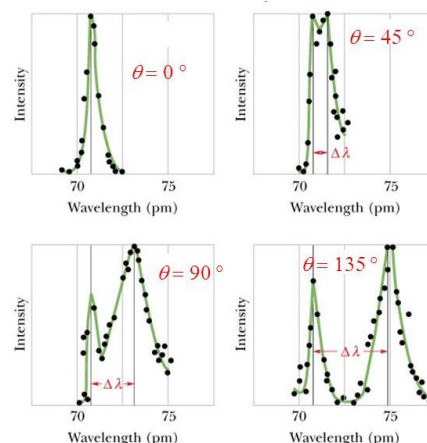 Intensity
θ = 0 °
70
75
Wavelength (pm)
Intensity
θ = 45 °
Δλ
70
75
Wavelength (pm)
Intensity
θ = 90 °
Δλ
70
75
Wavelength (pm)
Intensity
θ = 135 °
Δλ
70
75
Wavelength (pm)